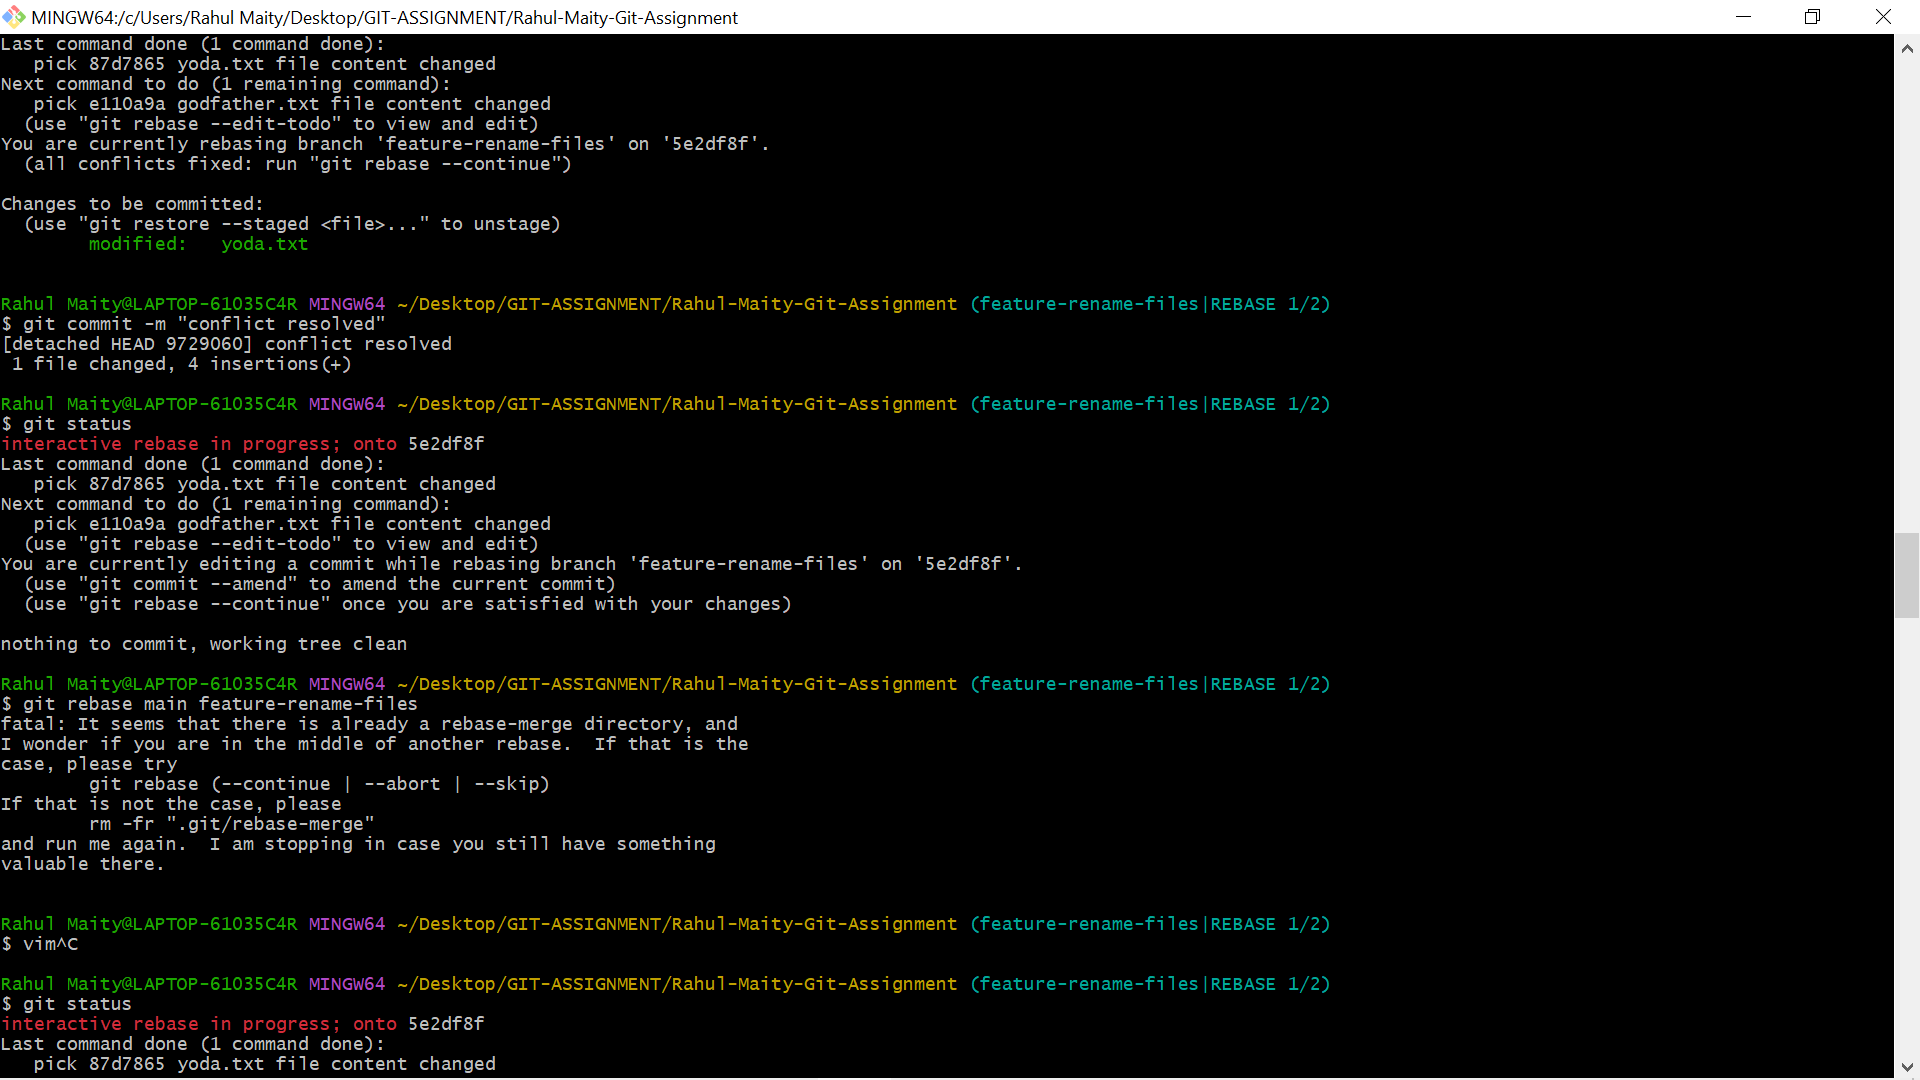 MINGW64:/c/Users/Rahul Maity/Desktop/GIT-ASSIGNMENT/Rahul-Maity-Git-Assignment
Last command done (1 command done):
   pick 87d7865 yoda.txt file content changed
Next command to do (1 remaining command):
   pick e110a9a godfather.txt file content changed
  (use "git rebase --edit-todo" to view and edit)
You are currently rebasing branch 'feature-rename-files' on '5e2df8f'.
  (all conflicts fixed: run "git rebase --continue")

Changes to be committed:
  (use "git restore --staged <file>..." to unstage)
        modified:   yoda.txt

Rahul Maity@LAPTOP-61035C4R MINGW64 ~/Desktop/GIT-ASSIGNMENT/Rahul-Maity-Git-Assignment (feature-rename-files|REBASE 1/2)
$ git commit -m "conflict resolved"
[detached HEAD 9729060] conflict resolved
 1 file changed, 4 insertions(+)

Rahul Maity@LAPTOP-61035C4R MINGW64 ~/Desktop/GIT-ASSIGNMENT/Rahul-Maity-Git-Assignment (feature-rename-files|REBASE 1/2)
$ git status
interactive rebase in progress; onto 5e2df8f
Last command done (1 command done):
   pick 87d7865 yoda.txt file content changed
Next command to do (1 remaining command):
   pick e110a9a godfather.txt file content changed
  (use "git rebase --edit-todo" to view and edit)
You are currently editing a commit while rebasing branch 'feature-rename-files' on '5e2df8f'.
  (use "git commit --amend" to amend the current commit)
  (use "git rebase --continue" once you are satisfied with your changes)

nothing to commit, working tree clean

Rahul Maity@LAPTOP-61035C4R MINGW64 ~/Desktop/GIT-ASSIGNMENT/Rahul-Maity-Git-Assignment (feature-rename-files|REBASE 1/2)
$ git rebase main feature-rename-files
fatal: It seems that there is already a rebase-merge directory, and
I wonder if you are in the middle of another rebase.  If that is the
case, please try
        git rebase (--continue | --abort | --skip)
If that is not the case, please
        rm -fr ".git/rebase-merge"
and run me again.  I am stopping in case you still have something
valuable there.

Rahul Maity@LAPTOP-61035C4R MINGW64 ~/Desktop/GIT-ASSIGNMENT/Rahul-Maity-Git-Assignment (feature-rename-files|REBASE 1/2)
$ vim^C

Rahul Maity@LAPTOP-61035C4R MINGW64 ~/Desktop/GIT-ASSIGNMENT/Rahul-Maity-Git-Assignment (feature-rename-files|REBASE 1/2)
$ git status
interactive rebase in progress; onto 5e2df8f
Last command done (1 command done):
   pick 87d7865 yoda.txt file content changed